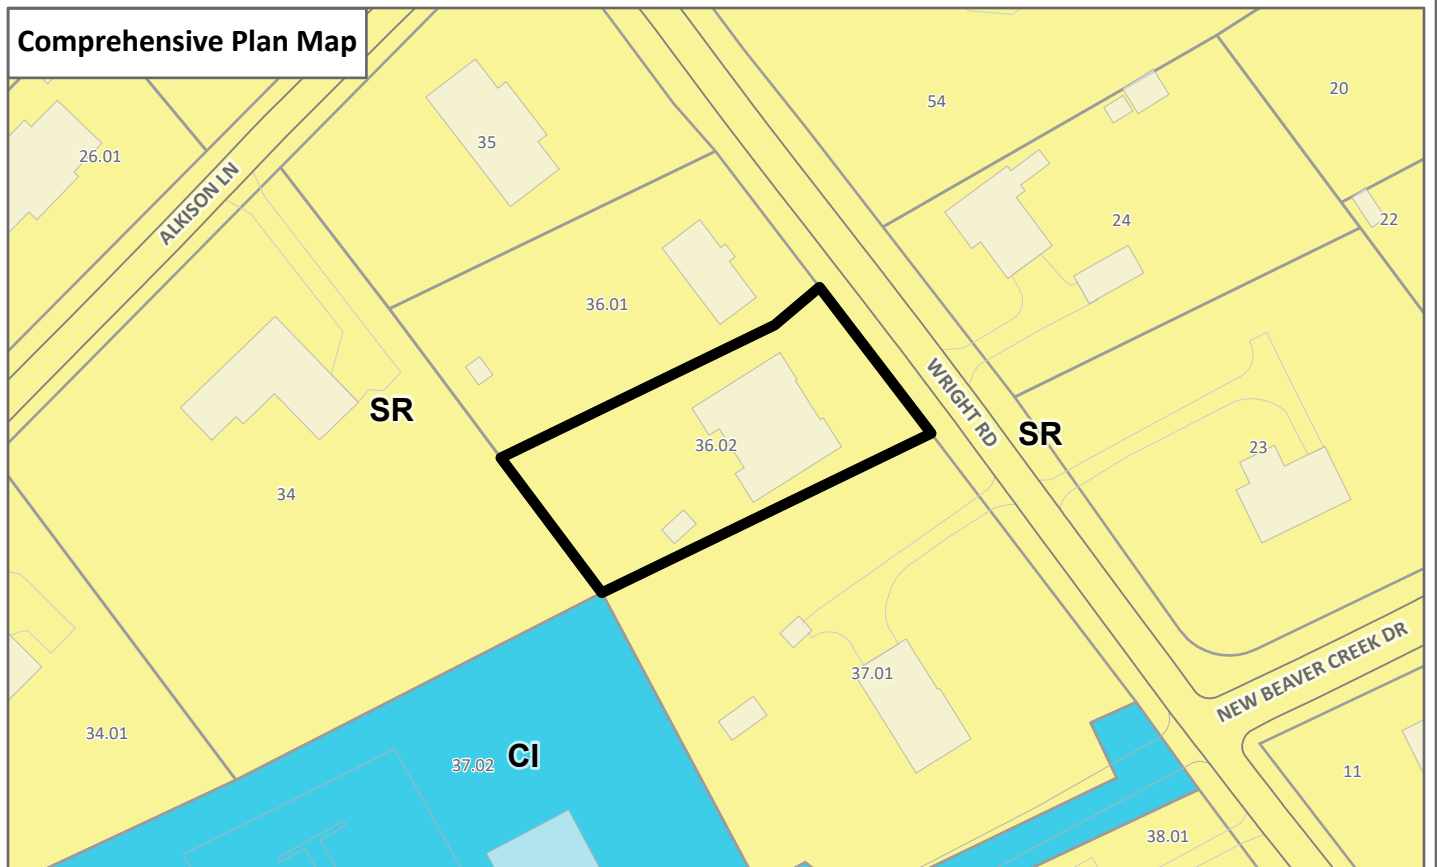 Comprehensive Plan Map
20
54
35
26.01
ALKISON LN
24
22
36.01
WRIGHT RD
SR
SR
36.02
23
34
NEW BEAVER CREEK DR
37.01
34.01
CI
37.02
11
38.01